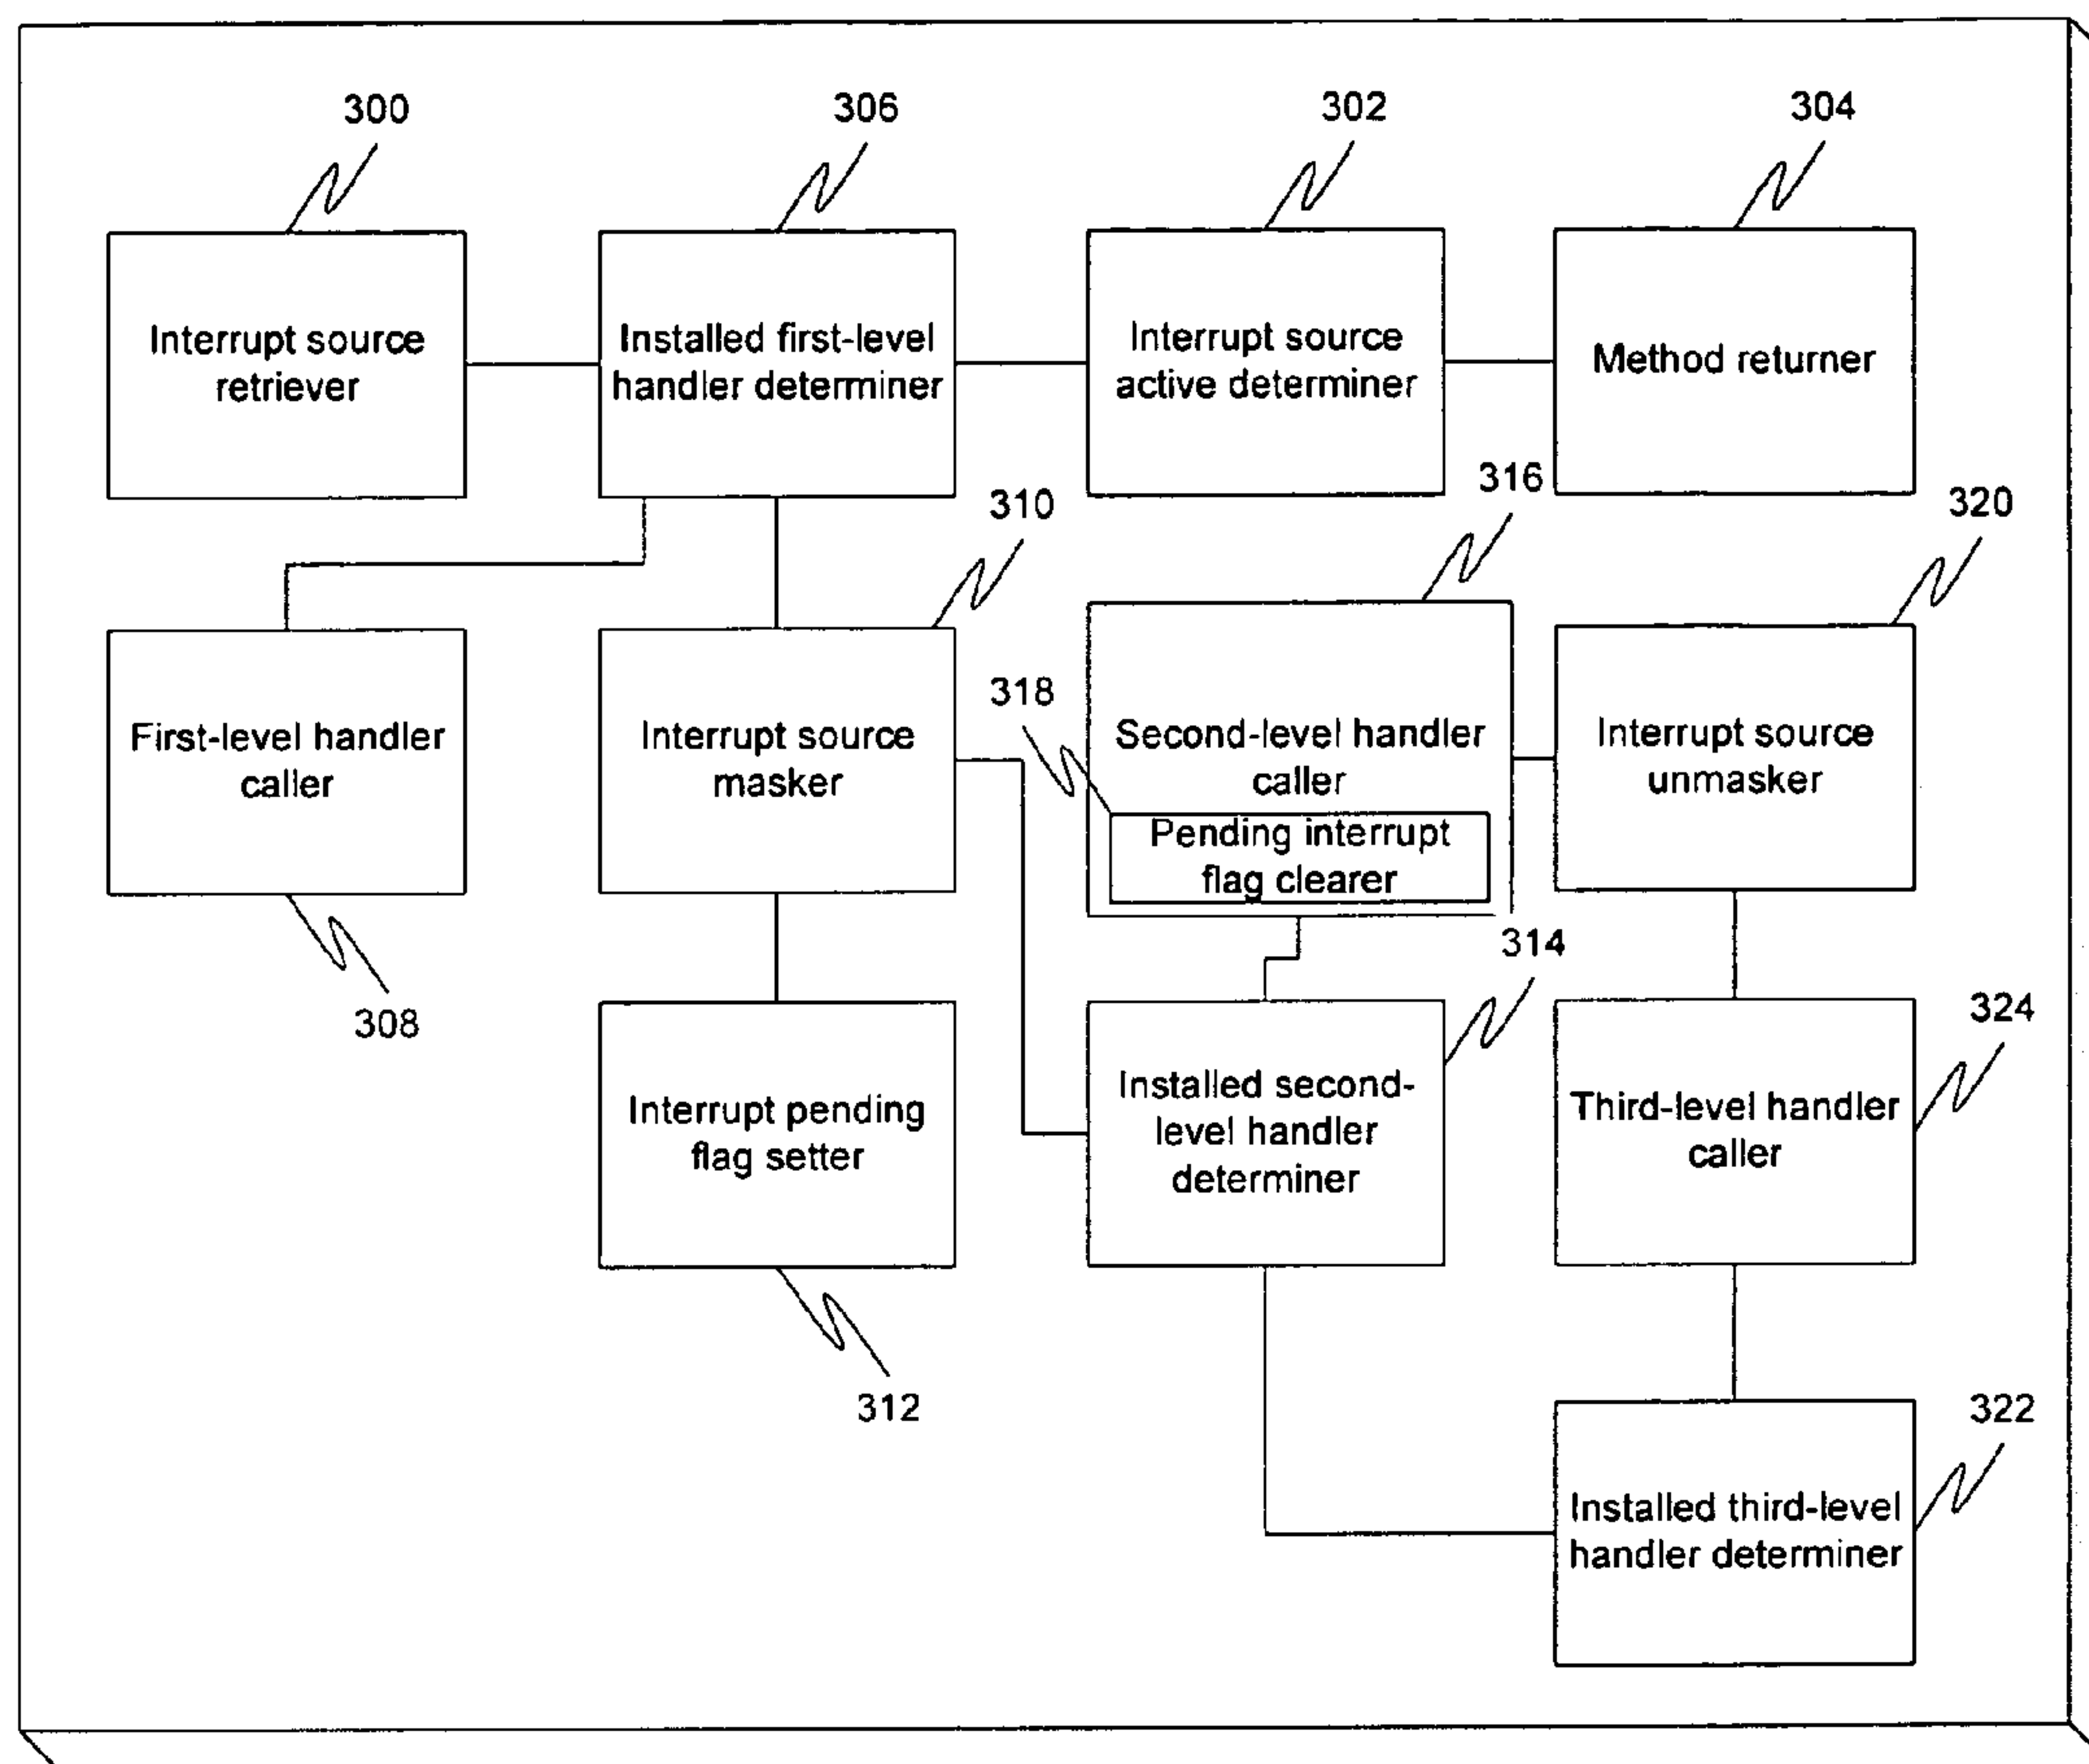 300
306
302
304
Interrupt source
retriever
Installed first-level
handler determiner
Interrupt source
active determiner
Method returner
310
316
320
First-level handler
caller
Interrupt source
masker
318
Second-level handler
caller
Pending interrupt
flag clearer
Interrupt source
unmasker
308
314
324
Interrupt pending
flag setter
Installed second-
level handler
determiner
Third-level handler
caller
312
322
Installed third-level
handler determiner